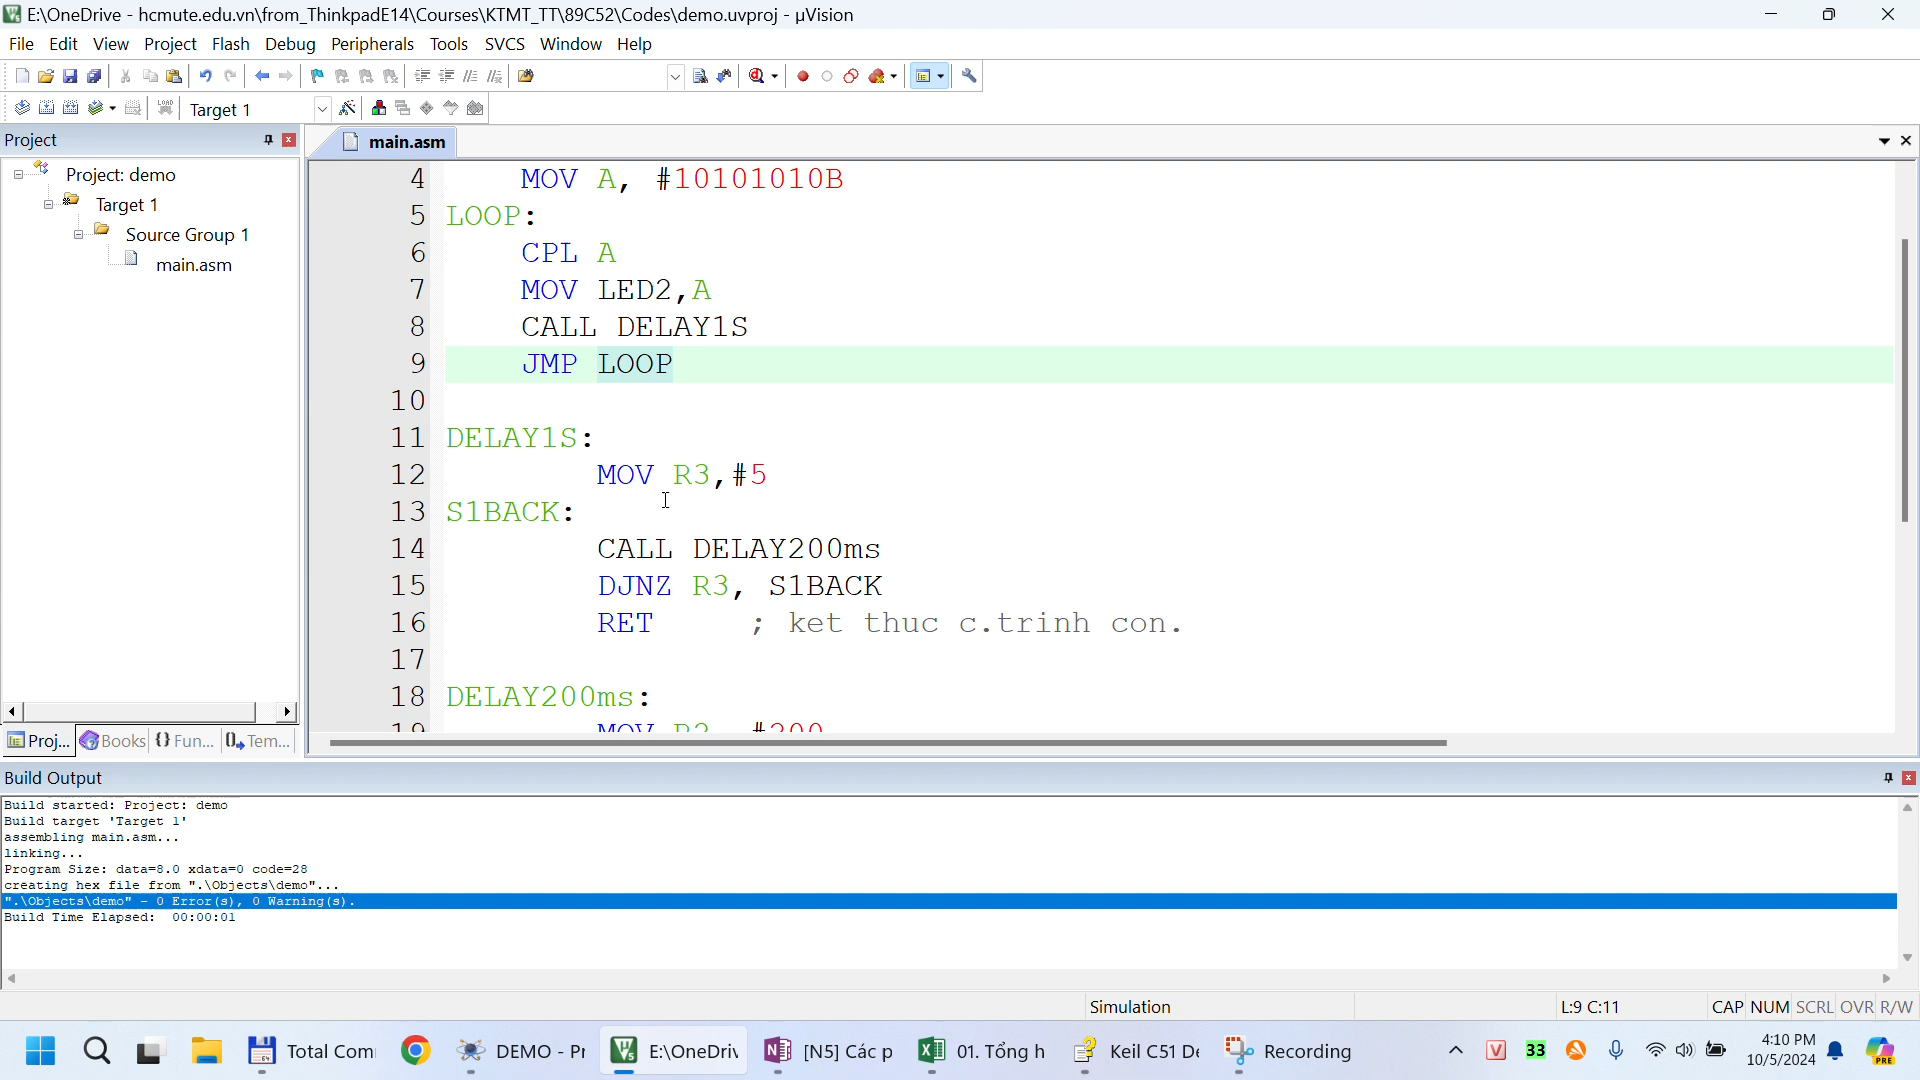 E:\OneDrive - hcmute.edu.vn\from_ThinkpadE14\Courses\KTMT_TT\89C52\Codes\demo.uvproj - µVision
File Edit View Project Flash Debug Peripherals Tools SVCS Window Help
LOAD Target 1
Project
main.asm
Project: demo
Target 1
Source Group 1
main.asm
4 MOV A, #10101010B
5 LOOP:
6 CPL A
7 MOV LED2,A
8 CALL DELAY1S
9 JMP LOOP
10
11 DELAY1S:
12 MOV R3,#5
13 S1BACK:
14 CALL DELAY200ms
15 DJNZ R3, S1BACK
16 RET ; ket thuc c.trinh con.
17
18 DELAY200ms:
19 MOV R2, #200
Proj... Books {} Fun... 0 Tem...
Build Output
Build started: Project: demo
Build target 'Target 1'
assembling main.asm...
linking...
Program Size: data=8.0 xdata=0 code=28
creating hex file from ".\Objects\demo"...
".\Objects\demo" - 0 Error(s), 0 Warning(s).
Build Time Elapsed: 00:00:01
Simulation L:9 C:11 CAP NUM SCRL OVR R/W
Total Com DEMO - Pr E:\OneDriv [N5] Các p 01. Tổng h Keil C51 De Recording V 33 4:10 PM
10/5/2024 PRE